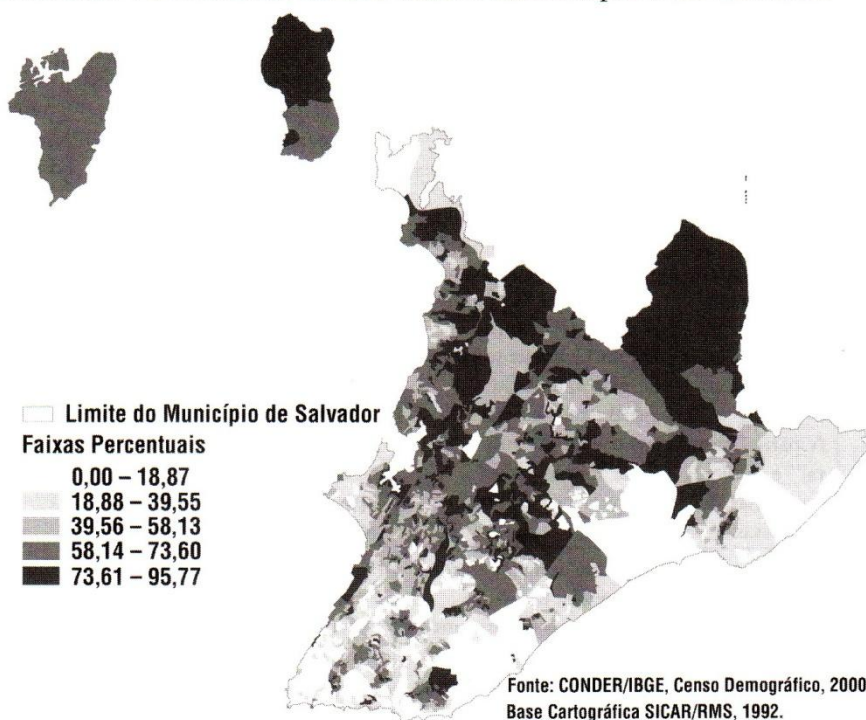 Limite do Município de Salvador
Faixas Percentuais
0,00 – 18,87
18,88 – 39,55
39,56 – 58,13
58,14 – 73,60
73,61 – 95,77
Fonte: CONDER/IBGE, Censo Demográfico, 2000
Base Cartográfica SICAR/RMS, 1992.